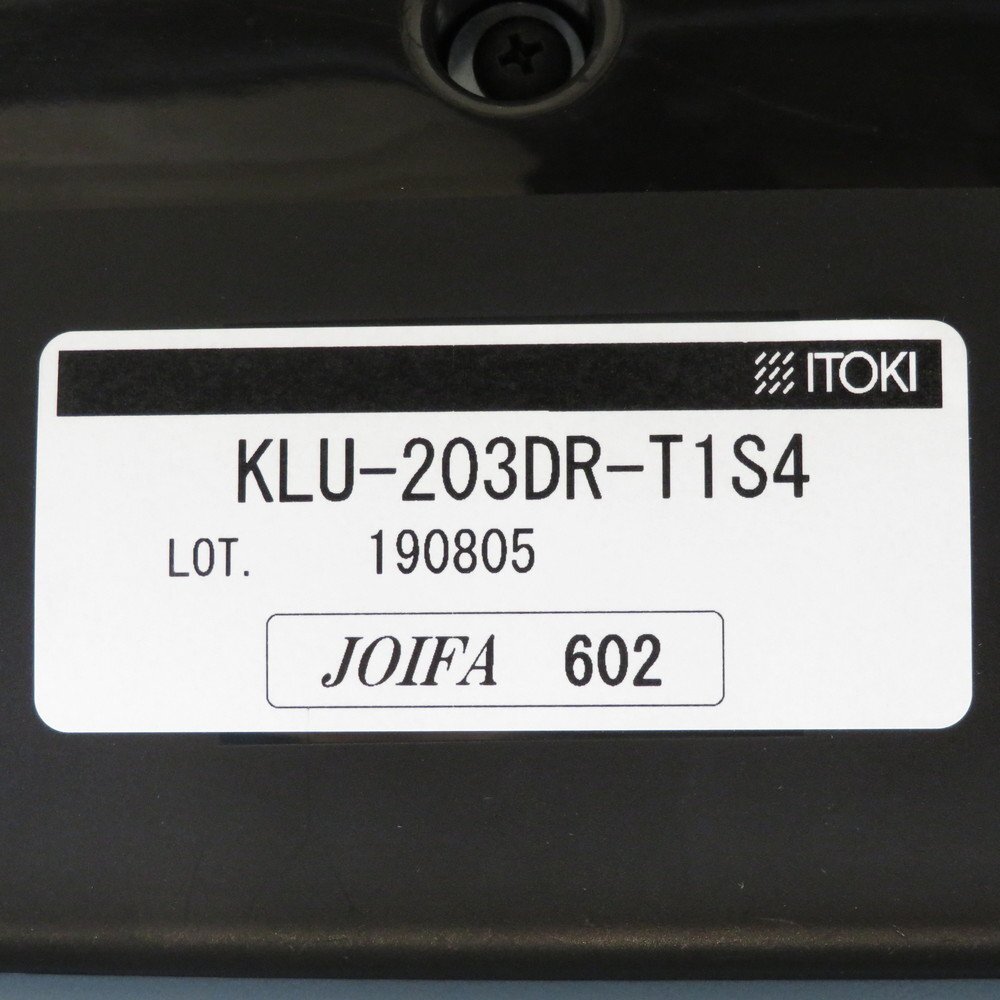 ITOKI
KLU-203DR-T1S4
LOT. 190805
JOIFA 602